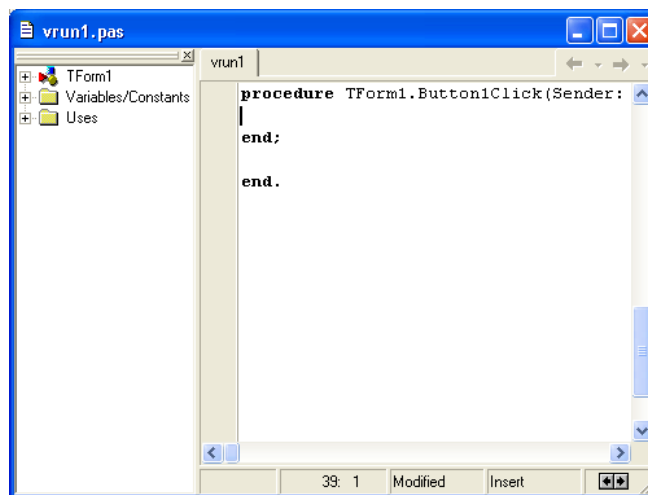 vrun1.pas
TForm1
Variables/Constants
Uses
vrun1
procedure TForm1.Button1Click(Sender:
end;
end.
39: 1
Modified
Insert